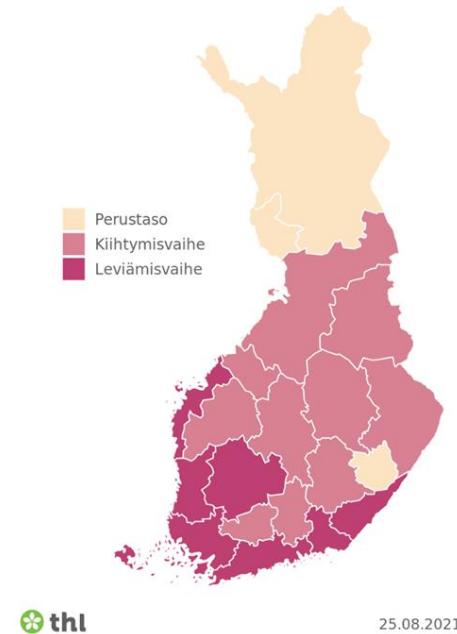 Perustaso
Kiihtymisvaihe
Leviämisvaihe
thl
25.08.2021